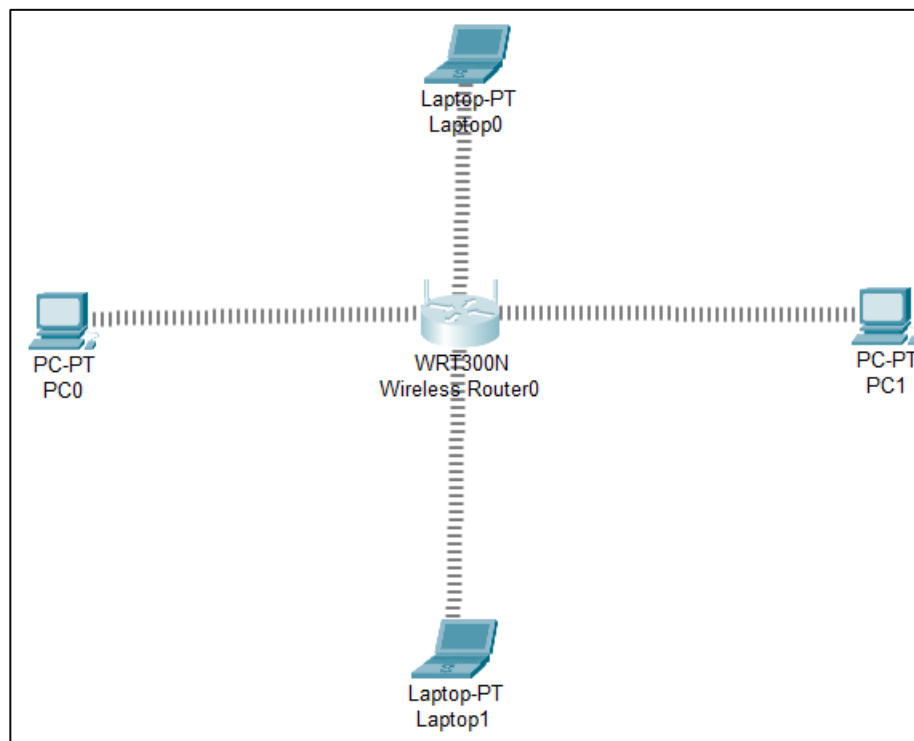 Laptop-PT
Laptop0
PC-PT
PC0
WRT300N
Wireless Router0
PC-PT
PC1
Laptop-PT
Laptop1